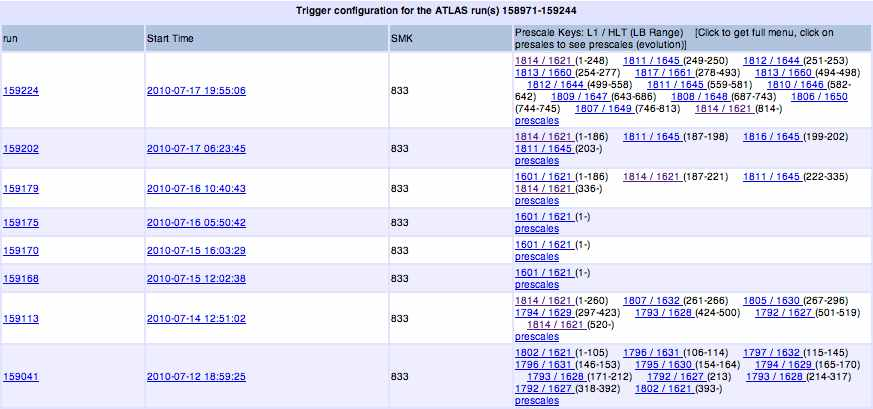 Trigger configuration for the ATLAS run(s) 158971-159244
run Start Time SMK Prescale Keys: L1 / HLT (LB Range) [Click to get full menu, click on
presales to see prescales (evolution)]
159224 2010-07-17 19:55:06 833 1814 / 1621 (1-248) 1811 / 1645 (249-250) 1812 / 1644 (251-253)
1813 / 1660 (254-277) 1817 / 1661 (278-493) 1813 / 1660 (494-498)
1812 / 1644 (499-558) 1811 / 1645 (559-581) 1810 / 1646 (582-
642) 1809 / 1647 (643-686) 1808 / 1648 (687-743) 1806 / 1650
(744-745) 1807 / 1649 (746-813) 1814 / 1621 (814-)
prescales
159202 2010-07-17 06:23:45 833 1814 / 1621 (1-186) 1811 / 1645 (187-198) 1816 / 1645 (199-202)
1811 / 1645 (203-)
prescales
159179 2010-07-16 10:40:43 833 1601 / 1621 (1-186) 1814 / 1621 (187-221) 1811 / 1645 (222-335)
1814 / 1621 (336-)
prescales
159175 2010-07-16 05:50:42 833 1601 / 1621 (1-)
prescales
159170 2010-07-15 16:03:29 833 1601 / 1621 (1-)
prescales
159168 2010-07-15 12:02:38 833 1601 / 1621 (1-)
prescales
159113 2010-07-14 12:51:02 833 1814 / 1621 (1-260) 1807 / 1632 (261-266) 1805 / 1630 (267-296)
1794 / 1629 (297-423) 1793 / 1628 (424-500) 1792 / 1627 (501-519)
1814 / 1621 (520-)
prescales
159041 2010-07-12 18:59:25 833 1802 / 1621 (1-105) 1796 / 1631 (106-114) 1797 / 1632 (115-145)
1796 / 1631 (146-153) 1795 / 1630 (154-164) 1794 / 1629 (165-170)
1793 / 1628 (171-212) 1792 / 1627 (213) 1793 / 1628 (214-317)
1792 / 1627 (318-392) 1802 / 1621 (393-)
prescales